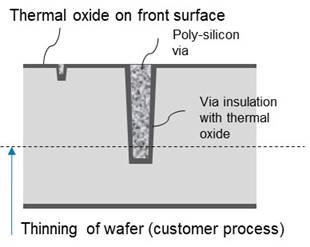 Thermal oxide on front surface
Poly-silicon
via
Via insulation
with thermal
oxide
Thinning of wafer (customer process)